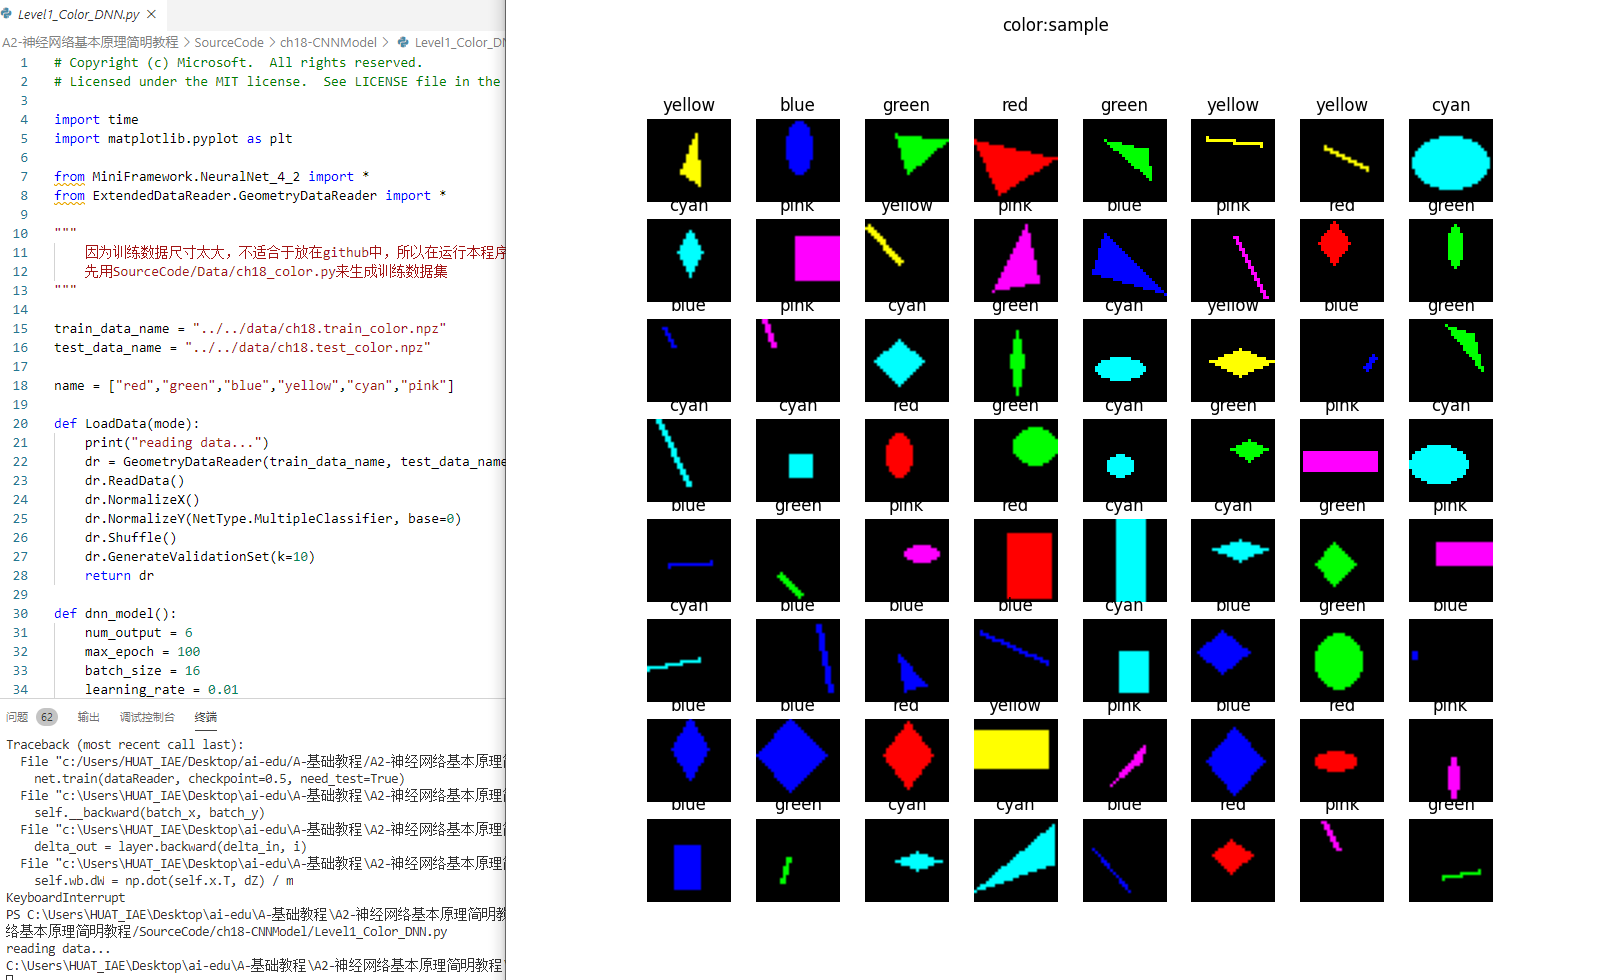 Level1_Color_DNN.py
A2-神经网络基本原理简明教程 > SourceCode > ch18-CNNModel > Level1_Color_DN
1 # Copyright (c) Microsoft.  All rights reserved.
2 # Licensed under the MIT license.  See LICENSE file in the
3
4 import time
5 import matplotlib.pyplot as plt
6
7 from MiniFramework.NeuralNet_4_2 import *
8 from ExtendedDataReader.GeometryDataReader import *
9
10 """
11 因为训练数据尺寸太大，不适合于放在github中，所以在运行本程序
12 先用SourceCode/Data/ch18_color.py来生成训练数据集
13 """
14
15 train_data_name = "../../data/ch18.train_color.npz"
16 test_data_name = "../../data/ch18.test_color.npz"
17
18 name = ["red","green","blue","yellow","cyan","pink"]
19
20 def LoadData(mode):
21 print("reading data...")
22 dr = GeometryDataReader(train_data_name, test_data_name
23 dr.ReadData()
24 dr.NormalizeX()
25 dr.NormalizeY(NetType.MultipleClassifier, base=0)
26 dr.Shuffle()
27 dr.GenerateValidationSet(k=10)
28 return dr
29
30 def dnn_model():
31 num_output = 6
32 max_epoch = 100
33 batch_size = 16
34 learning_rate = 0.01
问题 62 输出 调试控制台 终端
Traceback (most recent call last):
File "c:/Users/HUAT_IAE/Desktop/ai-edu/A-基础教程/A2-神经网络基本原理简
net.train(dataReader, checkpoint=0.5, need_test=True)
File "c:\Users\HUAT_IAE\Desktop\ai-edu\A-基础教程\A2-神经网络基本原理简
self.__backward(batch_x, batch_y)
File "c:\Users\HUAT_IAE\Desktop\ai-edu\A-基础教程\A2-神经网络基本原理简
delta_out = layer.backward(delta_in, i)
File "c:\Users\HUAT_IAE\Desktop\ai-edu\A-基础教程\A2-神经网络基本原理简
self.wb.dW = np.dot(self.x.T, dZ) / m
KeyboardInterrupt
PS C:\Users\HUAT_IAE\Desktop\ai-edu\A-基础教程\A2-神经网络基本原理简明教
络基本原理简明教程/SourceCode/ch18-CNNModel/Level1_Color_DNN.py
reading data...
C:\Users\HUAT_IAE\Desktop\ai-edu\A-基础教程\A2-神经网络基本原理简明教程
color:sample
yellow blue green red green yellow yellow cyan
cyan pink yellow pink blue pink red green
blue pink cyan green cyan yellow blue green
cyan cyan red green cyan green pink cyan
blue green pink red cyan cyan green pink
cyan blue blue blue cyan blue green blue
blue blue red yellow pink blue red pink
blue green cyan cyan blue red pink green